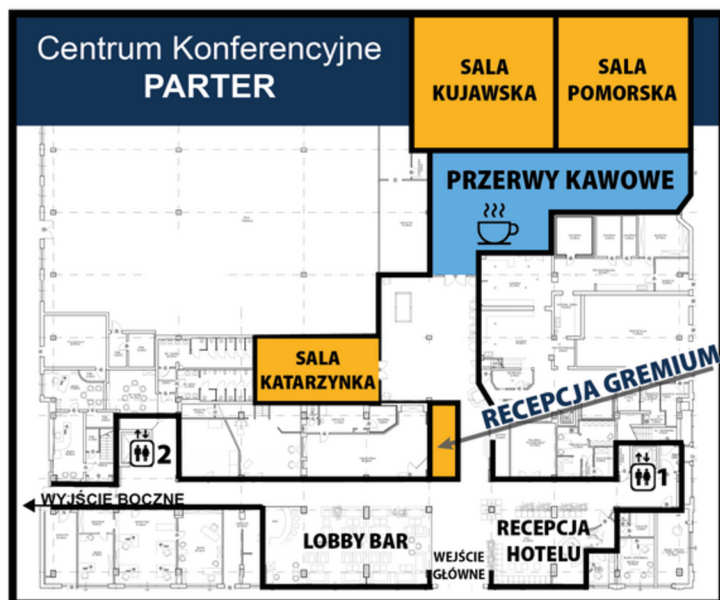 Centrum Konferencyjne
PARTER
SALA
KUJAWSKA
SALA
POMORSKA
PRZERWY KAWOWE
SALA
KATARZYNKA
RECEPCJA GREMIUM
2
1
WYJŚCIE BOCZNE
LOBBY BAR
WEJŚCIE
GŁÓWNE
RECEPCJA
HOTELU